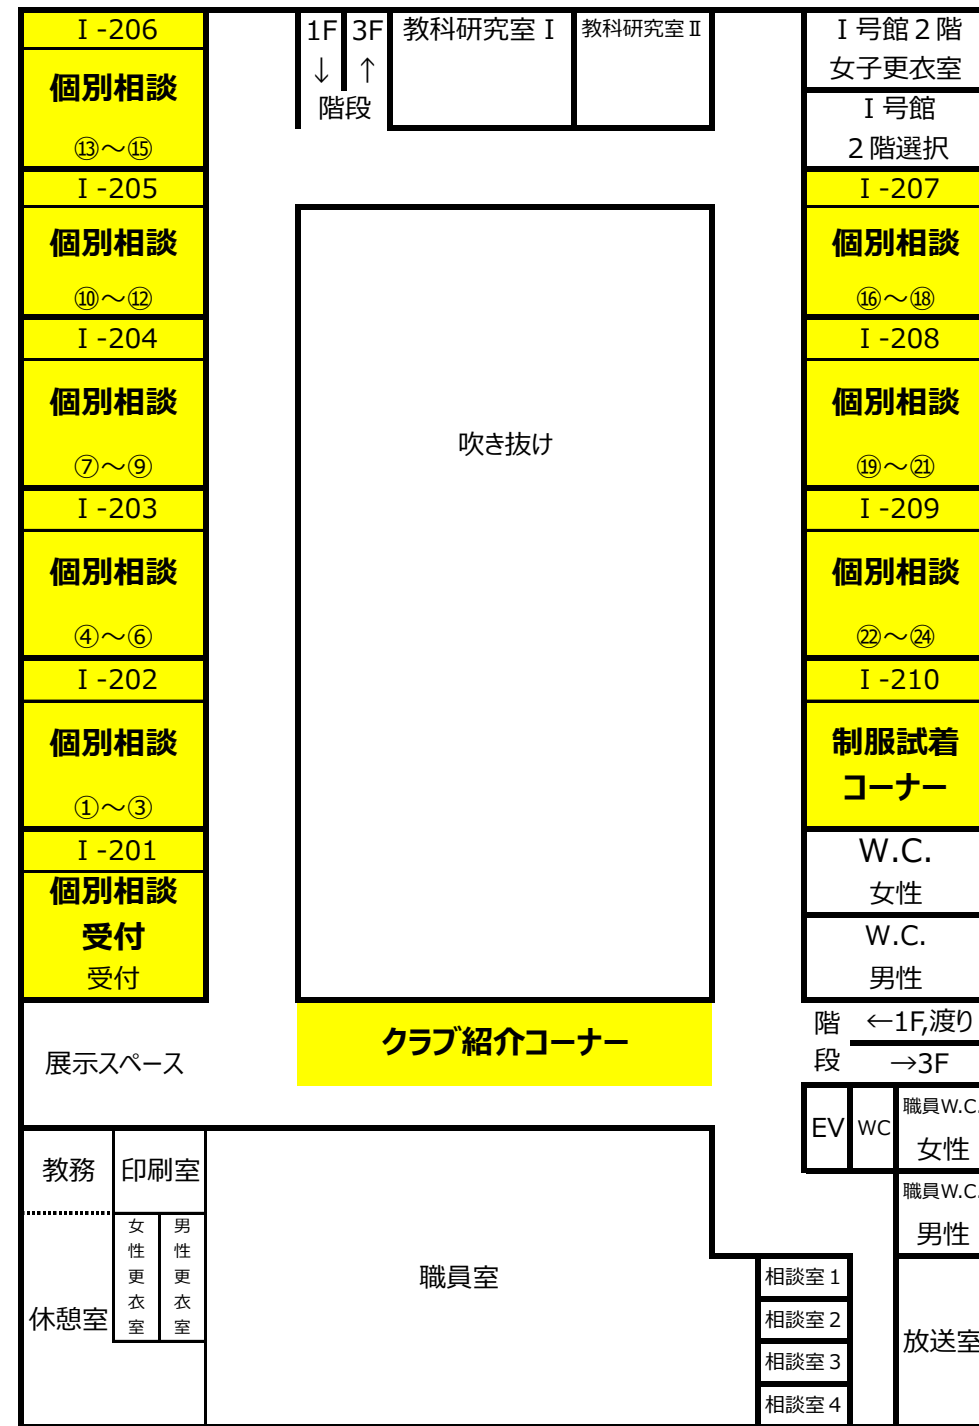 Ⅰ-206
個別相談
⑬～⑮
Ⅰ-205
個別相談
⑩～⑫
Ⅰ-204
個別相談
⑦～⑨
Ⅰ-203
個別相談
④～⑥
Ⅰ-202
個別相談
①～③
Ⅰ-201
個別相談
受付
受付
展示スペース
1F 3F
↓ ↑
階段
教科研究室Ⅰ
教科研究室Ⅱ
吹き抜け
クラブ紹介コーナー
Ⅰ号館２階
女子更衣室
Ⅰ号館
２階選択
Ⅰ-207
個別相談
⑯～⑱
Ⅰ-208
個別相談
⑲～㉑
Ⅰ-209
個別相談
㉒～㉔
Ⅰ-210
制服試着
コーナー
W.C.
女性
W.C.
男性
階段
←1F,渡り
→3F
EV
WC
職員W.C.
女性
職員W.C.
男性
放送室
教務
印刷室
女性更衣室
男性更衣室
休憩室
職員室
相談室１
相談室２
相談室３
相談室４